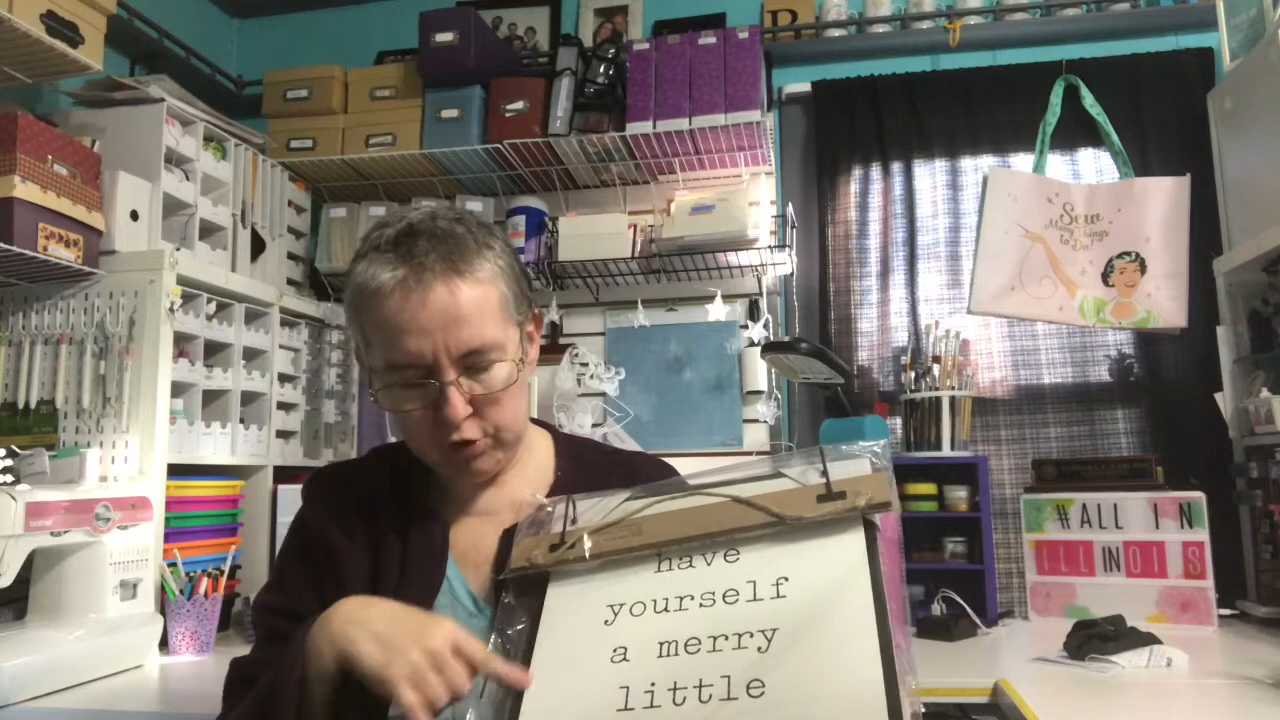 Sew
Many Things
to Do!
#ALL IN
ILLINOIS
have
yourself
a merry
little